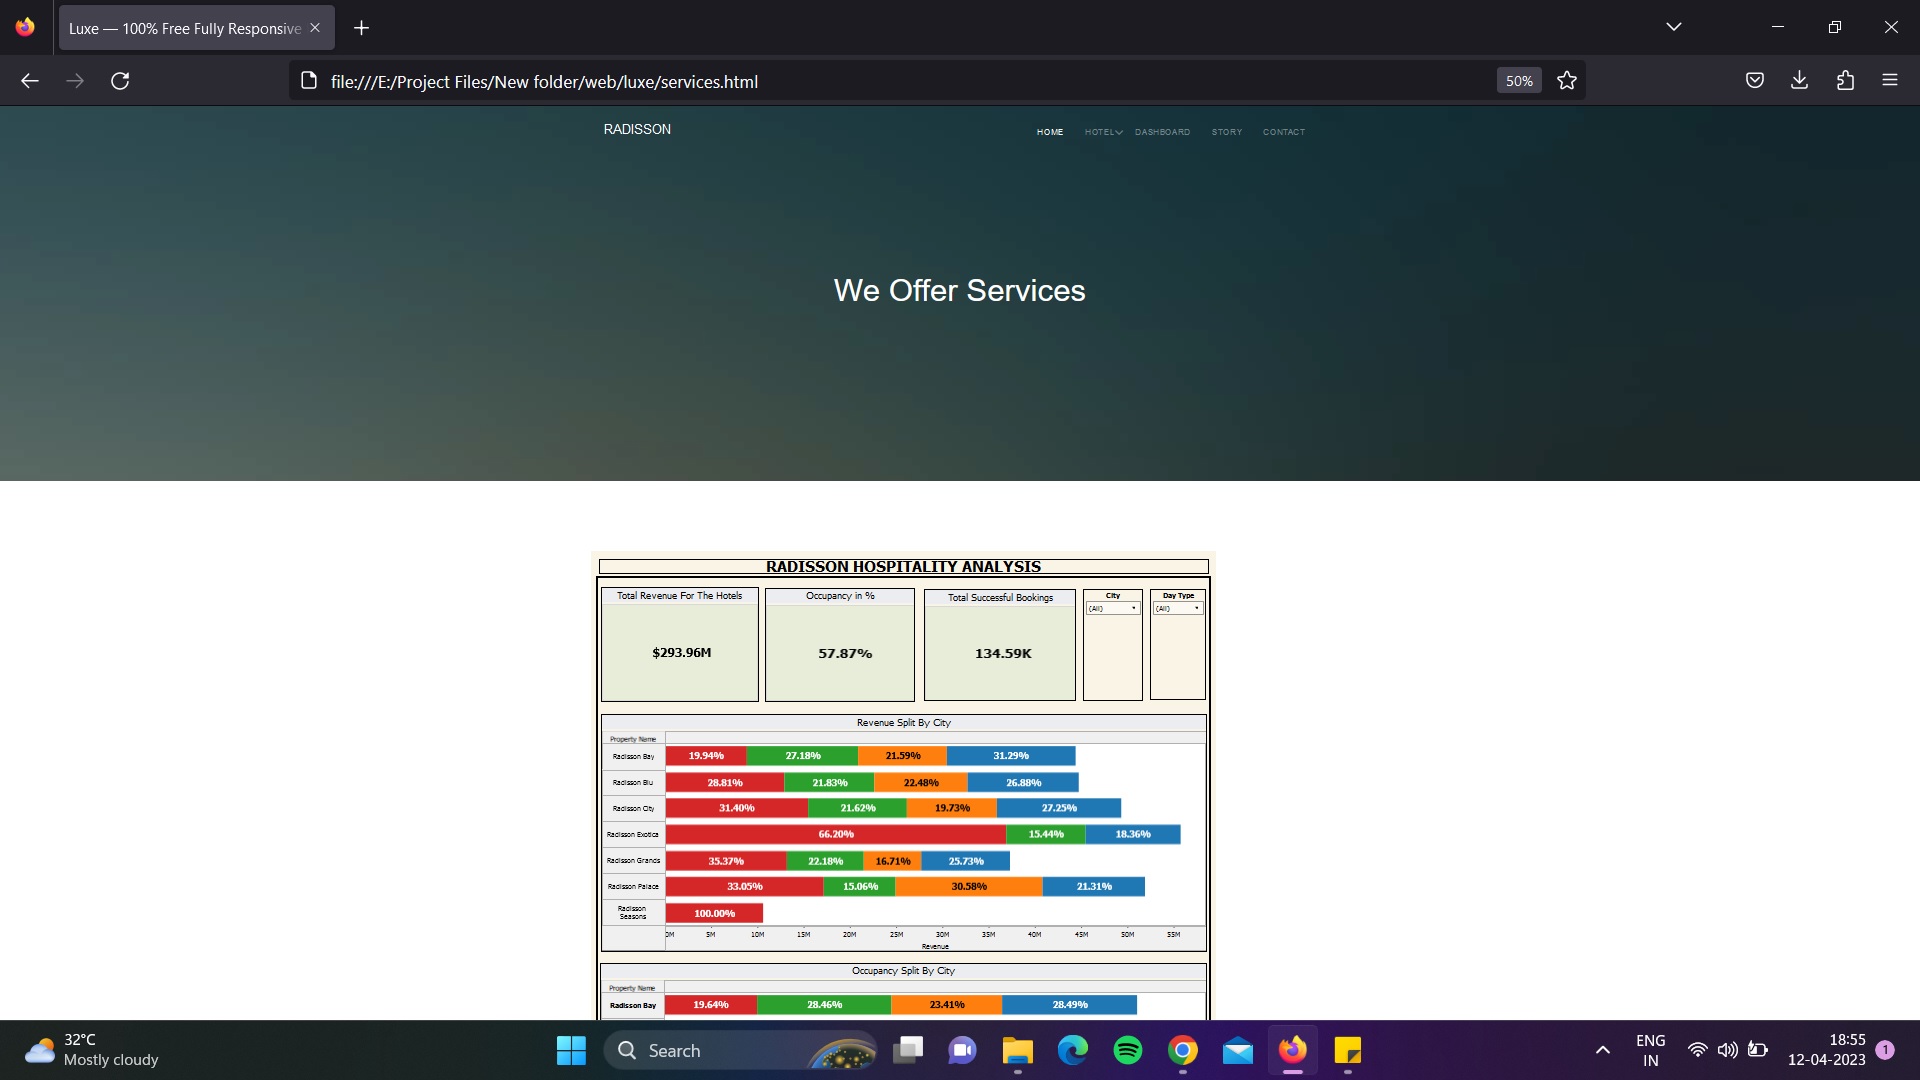 Luxe — 100% Free Fully Responsive
file:///E:/Project Files/New folder/web/luxe/services.html
50%
RADISSON
HOME HOTEL DASHBOARD STORY CONTACT
We Offer Services
RADISSON HOSPITALITY ANALYSIS
Total Revenue For The Hotels
$293.96M
Occupancy in %
57.87%
Total Successful Bookings
134.59K
City
(All)
Day Type
(All)
Revenue Split By City
Property Name
Radisson Bay 19.94% 27.18% 21.59% 31.29%
Radisson Blu 28.81% 21.83% 22.48% 26.88%
Radisson City 31.40% 21.62% 19.73% 27.25%
Radisson Exotica 66.20% 15.44% 18.36%
Radisson Grands 35.37% 22.18% 16.71% 25.73%
Radisson Palace 33.05% 15.06% 30.58% 21.31%
Radisson
Seasons
100.00%
0M 5M 10M 15M 20M 25M 30M 35M 40M 45M 50M 55M
Revenue
Occupancy Split By City
Property Name
Radisson Bay 19.64% 28.46% 23.41% 28.49%
32°C
Mostly cloudy
Search
ENG
IN
18:55
12-04-2023
1